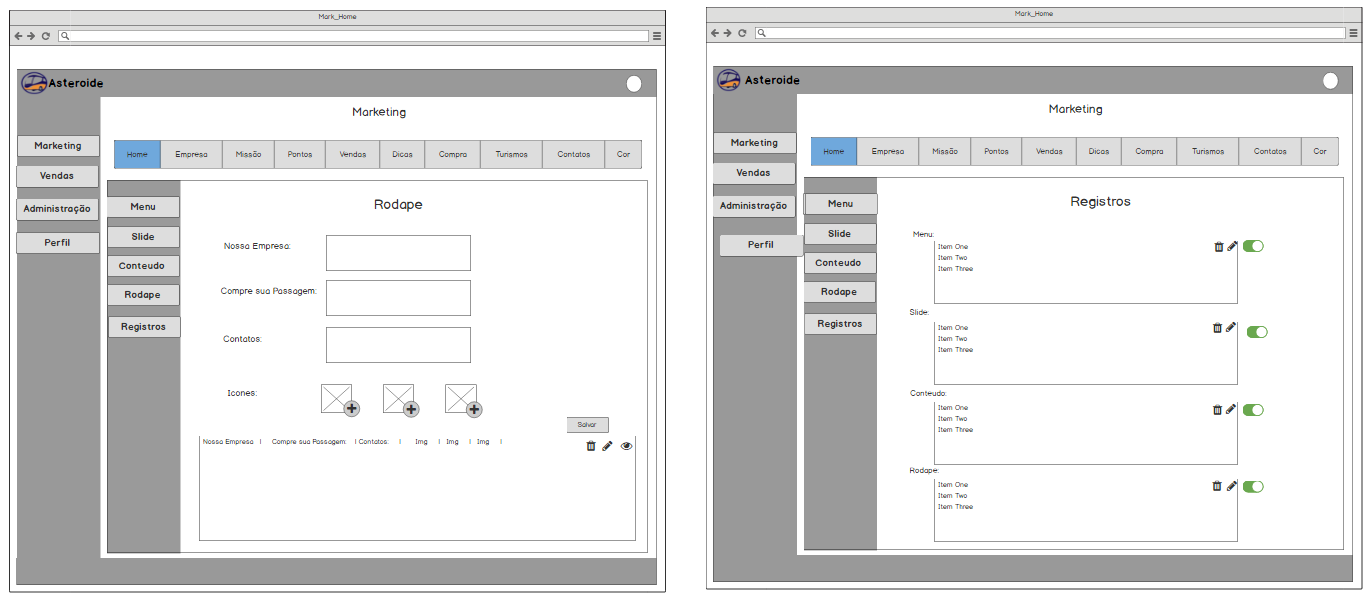 Mark_Home
Asteroide
Marketing
Marketing
Vendas
Administração
Perfil
Home Empresa Missão Pontos Vendas Dicas Compra Turismos Contatos Cor
Menu
Slide
Conteudo
Rodape
Registros
Rodape
Nossa Empresa:
Compre sua Passagem:
Contatos:
Icones:
Salvar
Nossa Empresa | Compre sua Passagem: | Contatos: | Img | Img | Img |
Mark_Home
Asteroide
Marketing
Marketing
Vendas
Administração
Perfil
Home Empresa Missão Pontos Vendas Dicas Compra Turismos Contatos Cor
Menu
Slide
Conteudo
Rodape
Registros
Registros
Menu:
Item One
Item Two
Item Three
Slide:
Item One
Item Two
Item Three
Conteudo:
Item One
Item Two
Item Three
Rodape:
Item One
Item Two
Item Three